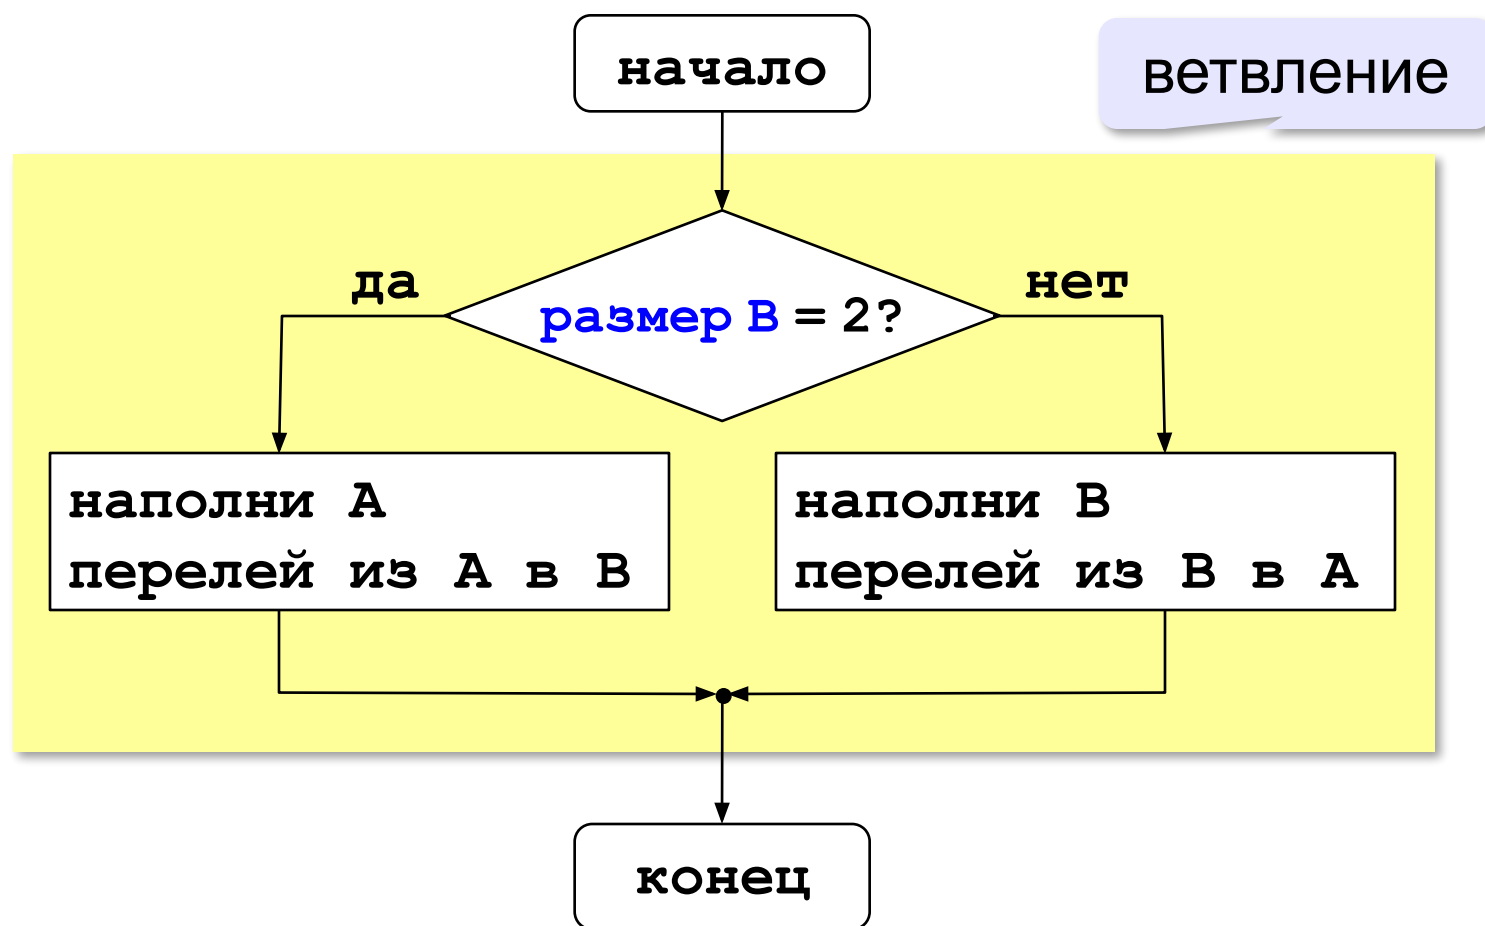 начало
ветвление
да
нет
размер B = 2?
наполни A
перелей из A в B
наполни B
перелей из B в A
конец